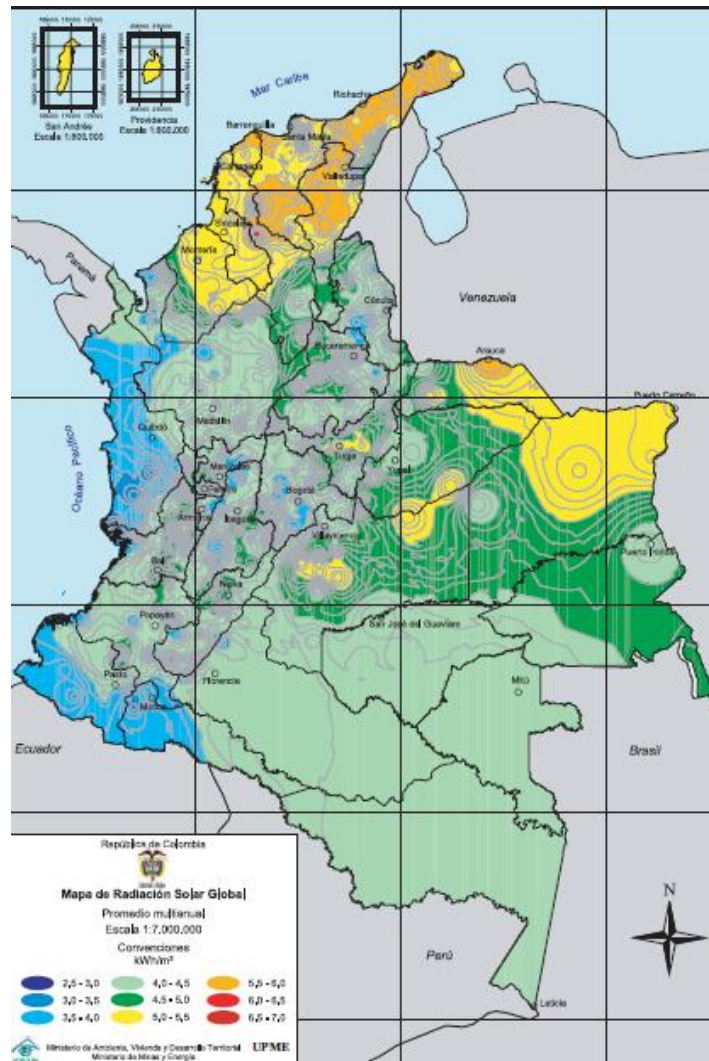 San Andrés
Escala 1:600.000
Providencia
Escala 1:600.000
Mar Caribe
Riohacha
Barranquilla
Santa Marta
Cartagena
Valledupar
Sincelejo
Montería
Panamá
Cúcuta
Venezuela
Bucaramanga
Arauca
Puerto Carreño
Medellín
Quibdó
Océano Pacífico
Tunja
Yopal
Manizales
Pereira
Bogotá
Armenia
Ibagué
Villavicencio
Puerto Inírida
Cali
Neiva
Popayán
San José del Guaviare
Pasto
Florencia
Mitú
Mocoa
Ecuador
Brasil
República de Colombia
Mapa de Radiación Solar Global
Promedio multianual
Escala 1:7.000.000
Convenciones
kWh/m²
2,5 - 3,0 4,0 - 4,5 5,5 - 6,0
3,0 - 3,5 4,5 - 5,0 6,0 - 6,5
3,5 - 4,0 5,0 - 5,5 6,5 - 7,0
N
Perú
Leticia
Ministerio de Ambiente, Vivienda y Desarrollo Territorial UPME
Ministerio de Minas y Energía